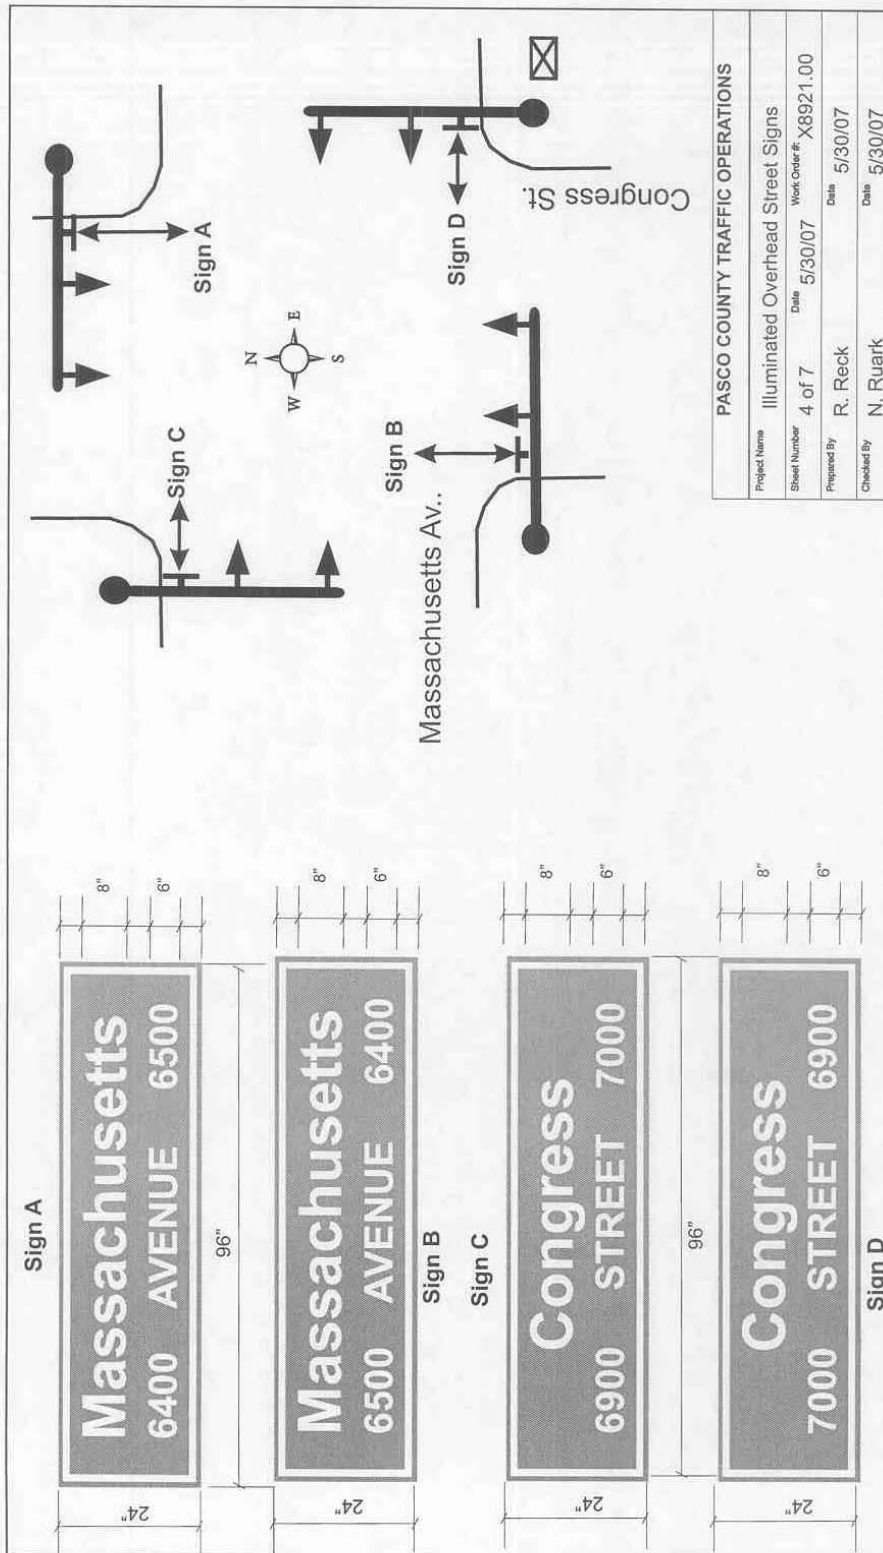 Sign A
Massachusetts
6400 AVENUE 6500
24"
96"
8"
6"
Massachusetts
6500 AVENUE 6400
24"
8"
6"
Sign B
Sign C
Congress
6900 STREET 7000
24"
96"
8"
6"
Congress
7000 STREET 6900
24"
8"
6"
Sign D
Sign A
Sign C
N
W E
S
Sign B
Massachusetts Av..
Sign D
Congress St.
PASCO COUNTY TRAFFIC OPERATIONS
Project Name Illuminated Overhead Street Signs
Sheet Number 4 of 7 Date 5/30/07 Work Order #: X8921.00
Prepared By R. Reck Date 5/30/07
Checked By N. Ruark Date 5/30/07